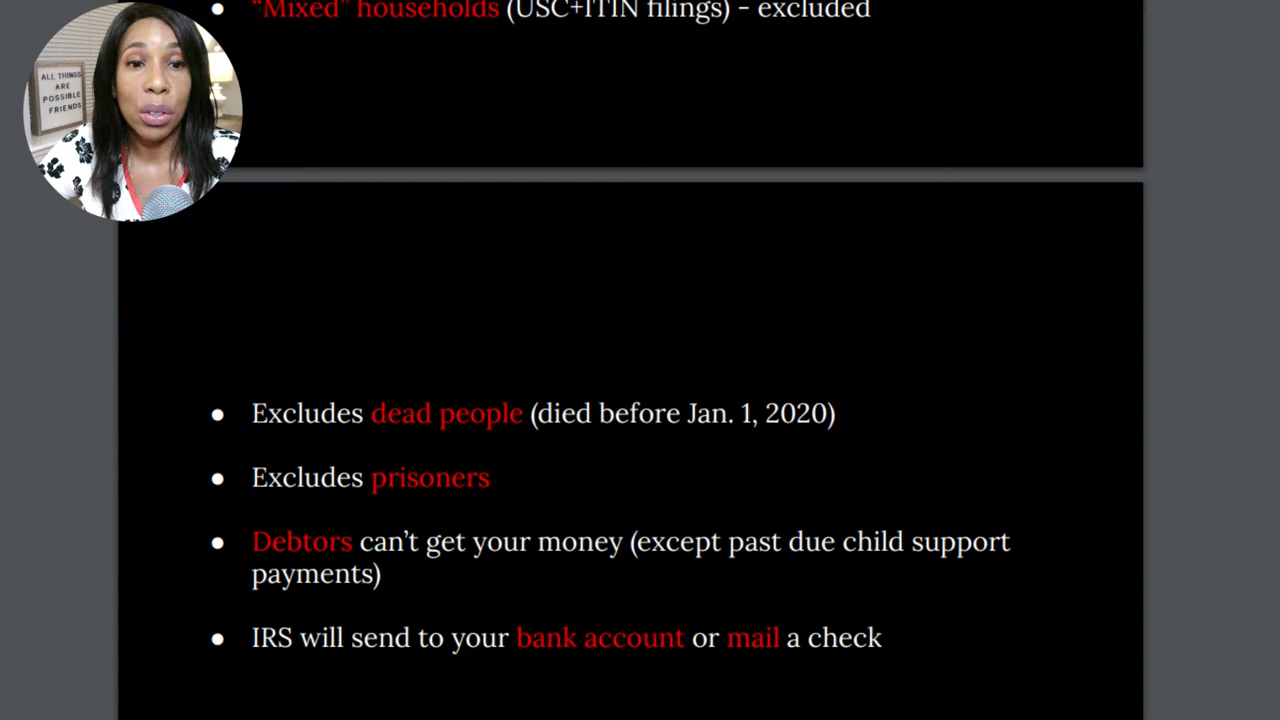 ● "Mixed" households (USC+ITIN filings) - excluded
ALL THINGS
ARE
POSSIBLE
FRIENDS
● Excludes dead people (died before Jan. 1, 2020)
● Excludes prisoners
● Debtors can't get your money (except past due child support
payments)
● IRS will send to your bank account or mail a check